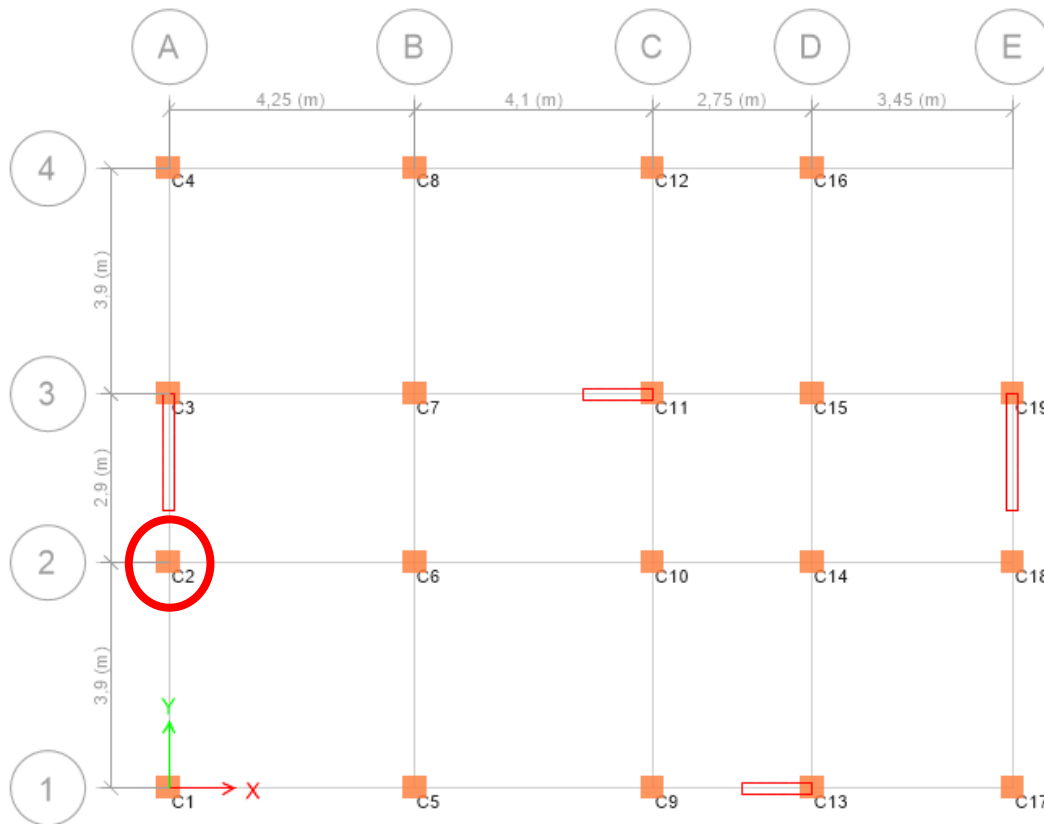 A B C D E
4,25 (m) 4,1 (m) 2,75 (m) 3,45 (m)
4
C4 C8 C12 C16
3,9 (m)
3
C3 C7 C11 C15 C19
2,9 (m)
2
C2 C6 C10 C14 C18
3,9 (m)
Y
1
X
C1 C5 C9 C13 C17